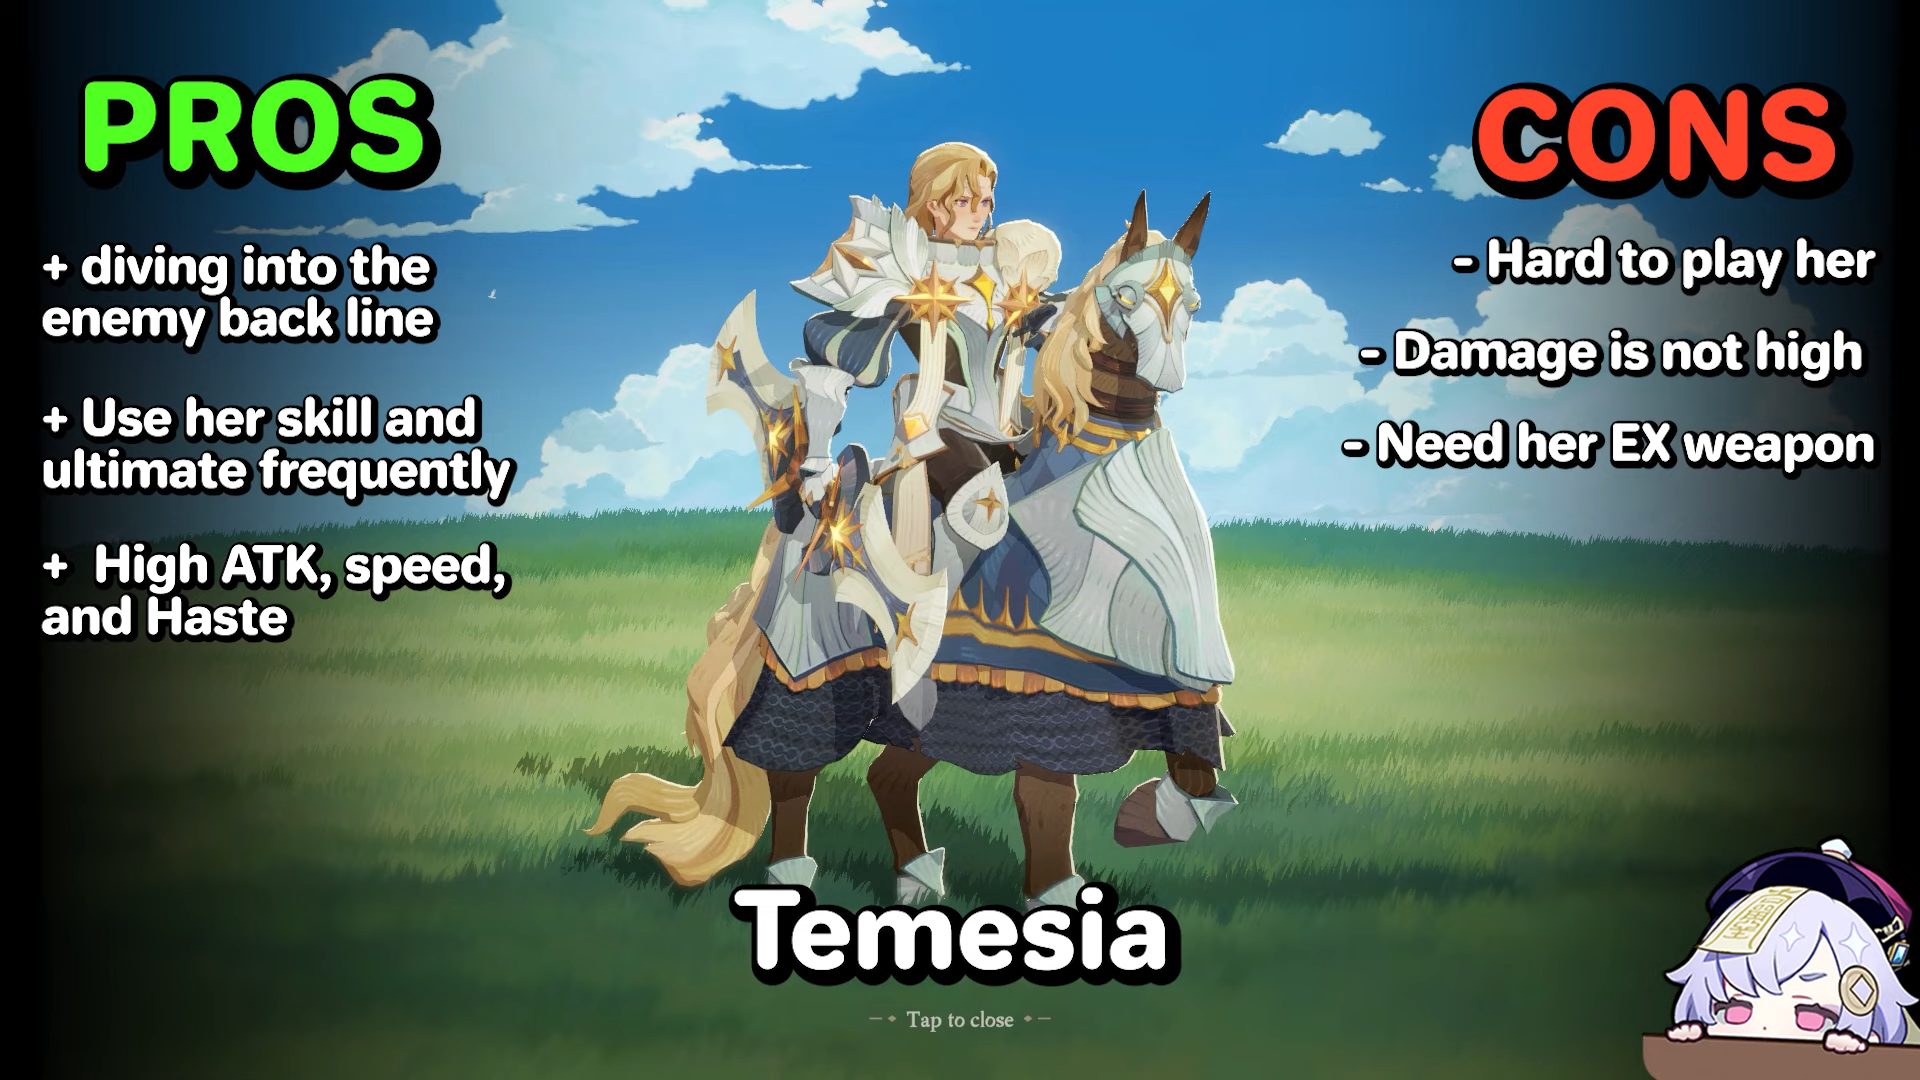 PROS
+ diving into the
enemy back line
+ Use her skill and
ultimate frequently
+ High ATK, speed,
and Haste
CONS
- Hard to play her
- Damage is not high
- Need her EX weapon
Temesia
Tap to close